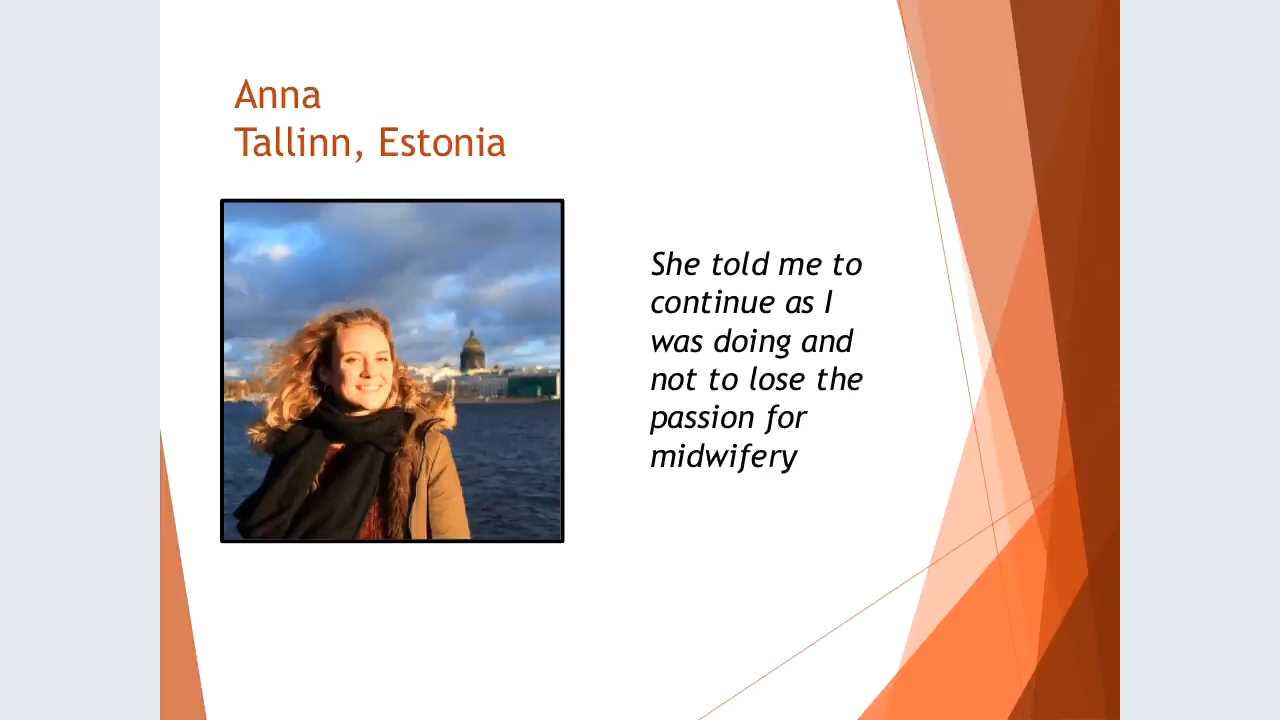 Anna
Tallinn, Estonia
She told me to
continue as I
was doing and
not to lose the
passion for
midwifery